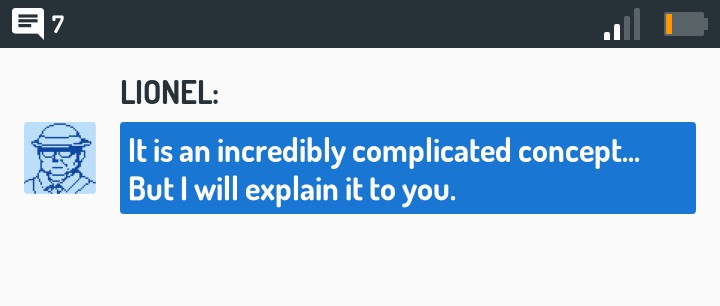 7
LIONEL:
It is an incredibly complicated concept...
But I will explain it to you.